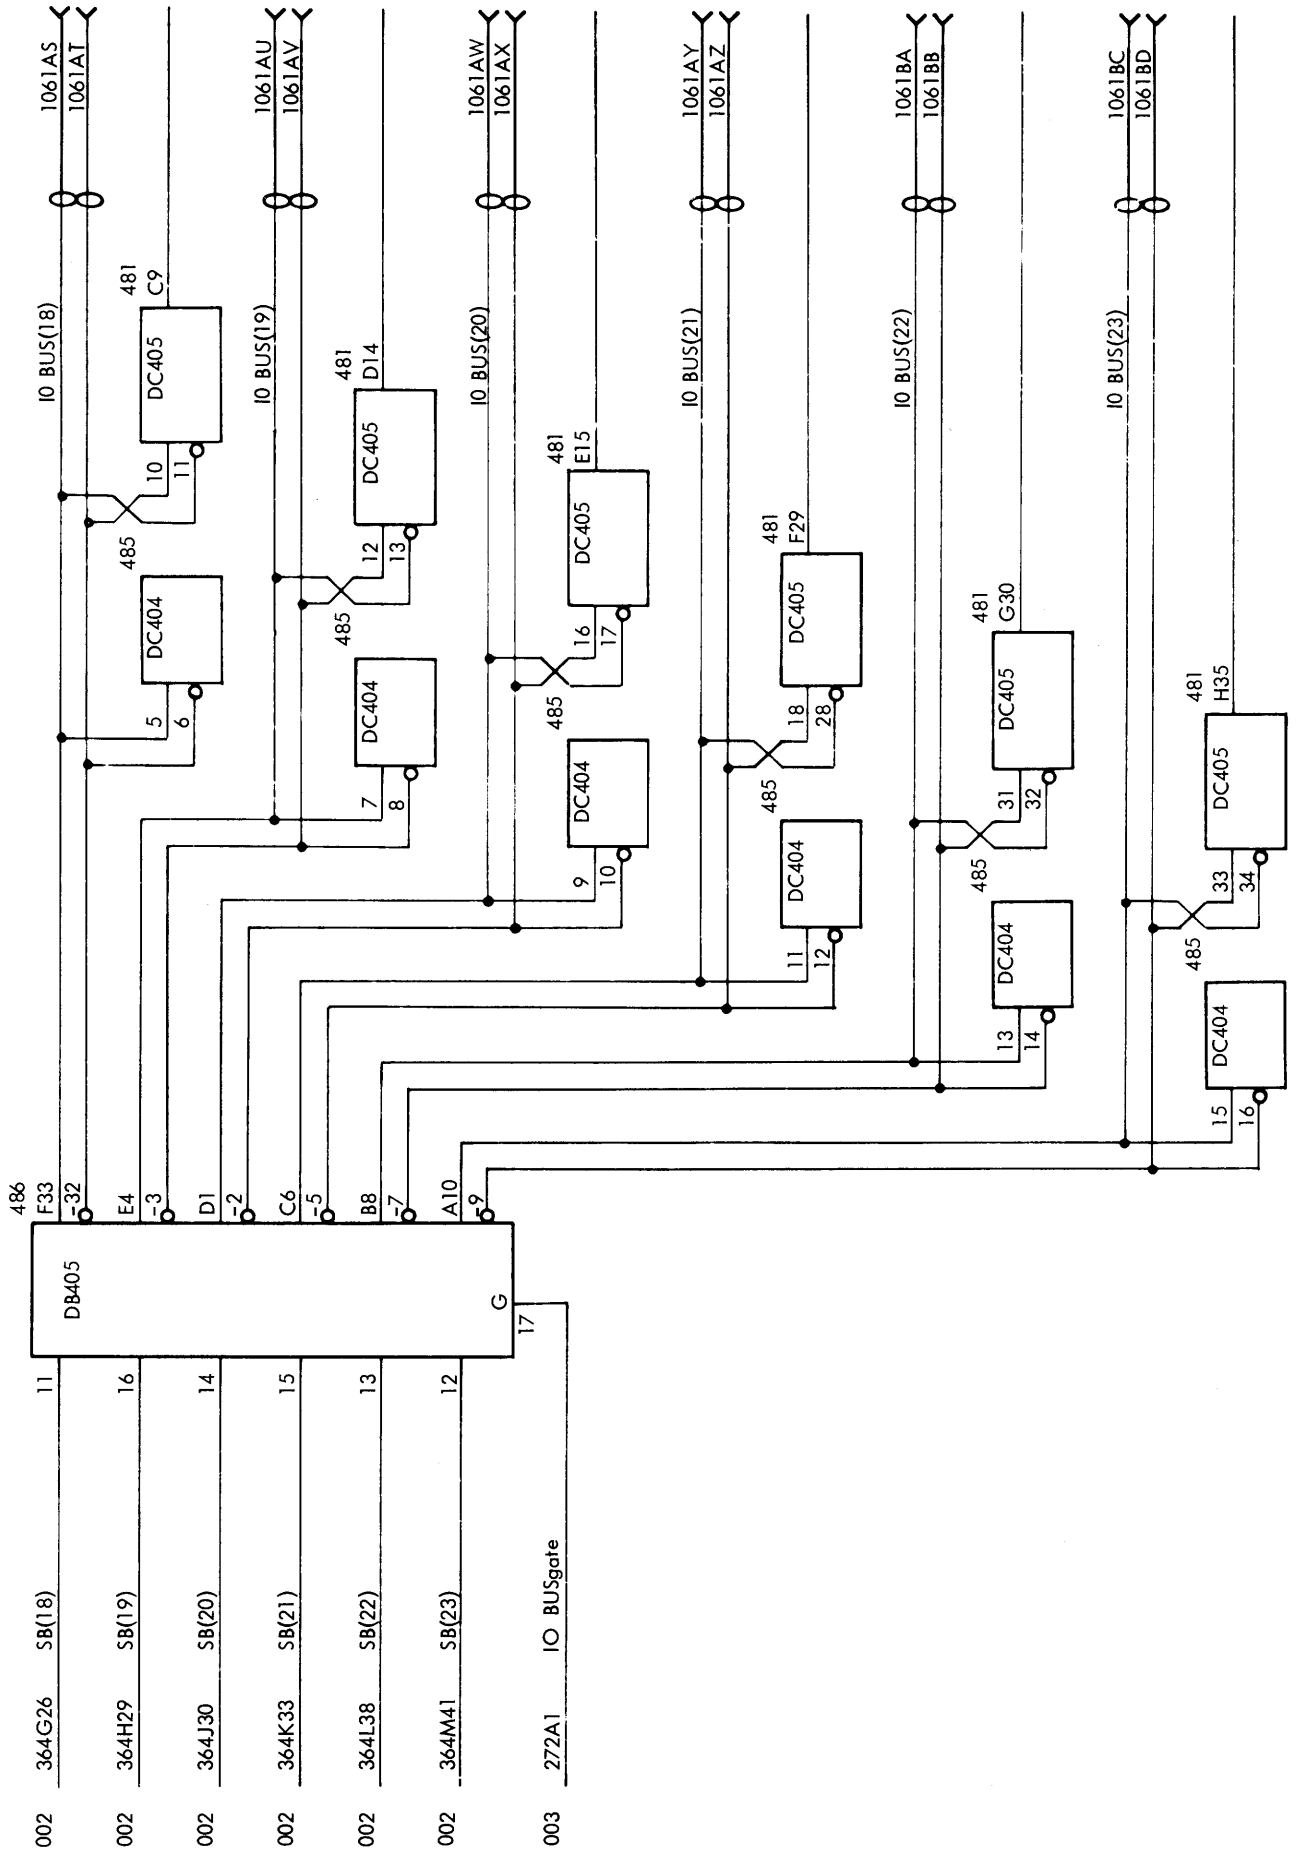 002 364G26 SB(18) 11
002 364H29 SB(19) 16
002 364J30 SB(20) 14
002 364K33 SB(21) 15
002 364L38 SB(22) 13
002 364M41 SB(23) 12
003 272A1 IO BUSgate 17
DB405
G
486
F33
-32
E4
-3
D1
-2
C6
-5
B8
-7
A10
-9
5
6
DC404
485
10
11
DC405
481
C9
IO BUS(18)
1061AS
1061AT
7
8
DC404
485
12
13
DC405
481
D14
IO BUS(19)
1061AU
1061AV
9
10
DC404
485
16
17
DC405
481
E15
IO BUS(20)
1061AW
1061AX
11
12
DC404
485
18
28
DC405
481
F29
IO BUS(21)
1061AY
1061AZ
13
14
DC404
485
31
32
DC405
481
G30
IO BUS(22)
1061BA
1061BB
15
16
DC404
485
33
34
DC405
481
H35
IO BUS(23)
1061BC
1061BD